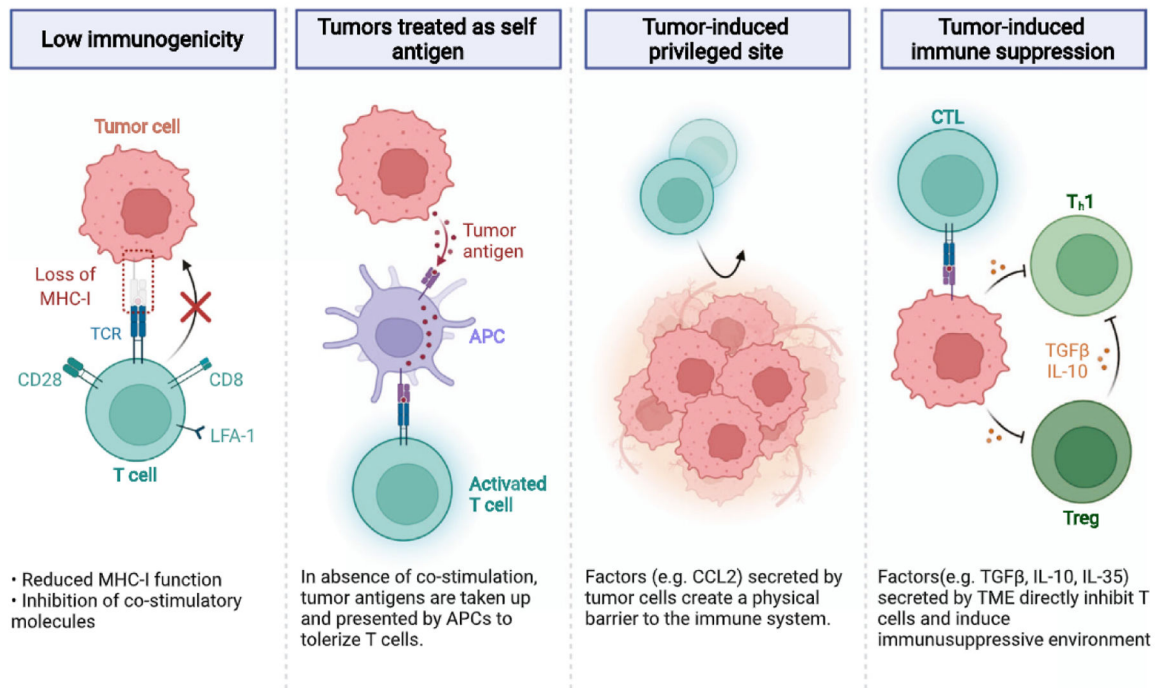 Low immunogenicity
Tumor cell
Loss of
MHC-I
TCR
CD28
CD8
LFA-1
T cell
• Reduced MHC-I function
• Inhibition of co-stimulatory
molecules
Tumors treated as self
antigen
Tumor
antigen
APC
Activated
T cell
In absence of co-stimulation,
tumor antigens are taken up
and presented by APCs to
tolerize T cells.
Tumor-induced
privileged site
Factors (e.g. CCL2) secreted by
tumor cells create a physical
barrier to the immune system.
Tumor-induced
immune suppression
CTL
Tₕ1
TGFβ
IL-10
Treg
Factors(e.g. TGFβ, IL-10, IL-35)
secreted by TME directly inhibit T
cells and induce
immunusuppressive environment